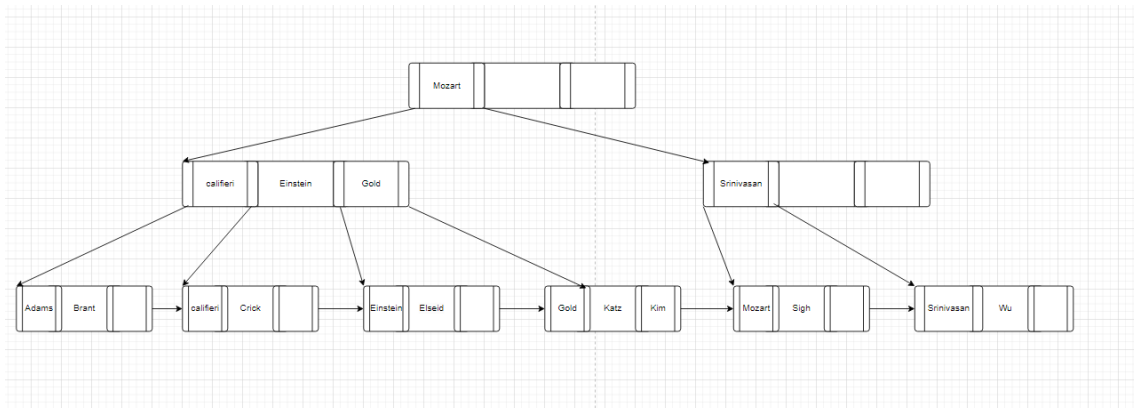 Mozart
califieri Einstein Gold
Srinivasan
Adams Brant
califieri Crick
Einstein Elseid
Gold Katz Kim
Mozart Sigh
Srinivasan Wu